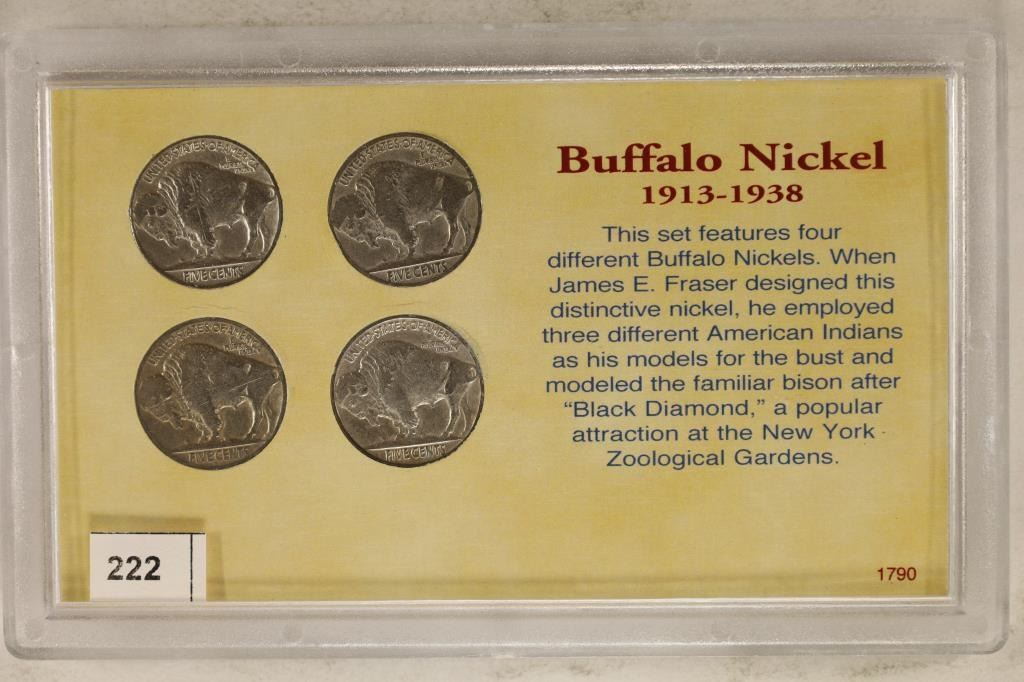 UNITED STATES OF AMERICA
E PLURIBUS UNUM
FIVE CENTS
UNITED STATES OF AMERICA
FIVE CENTS
UNITED STATES OF AMERICA
FIVE CENTS
UNITED STATES OF AMERICA
FIVE CENTS
Buffalo Nickel
1913-1938
This set features four
different Buffalo Nickels. When
James E. Fraser designed this
distinctive nickel, he employed
three different American Indians
as his models for the bust and
modeled the familiar bison after
“Black Diamond,” a popular
attraction at the New York
Zoological Gardens.
222
1790